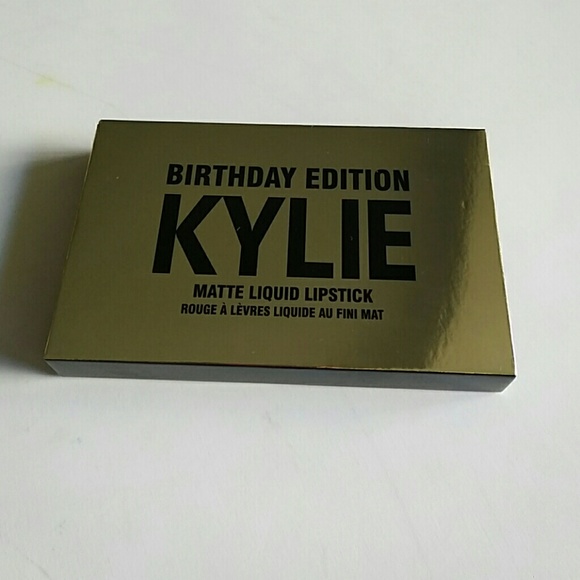 BIRTHDAY EDITION
KYLIE
MATTE LIQUID LIPSTICK
ROUGE À LÈVRES LIQUIDE AU FINI MAT